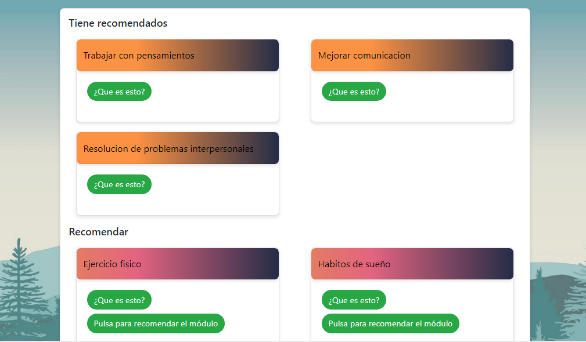 Tiene recomendados
Trabajar con pensamientos
Mejorar comunicacion
¿Que es esto?
¿Que es esto?
Resolucion de problemas interpersonales
¿Que es esto?
Recomendar
Ejercicio fisico
Habitos de sueño
¿Que es esto?
¿Que es esto?
Pulsa para recomendar el módulo
Pulsa para recomendar el módulo